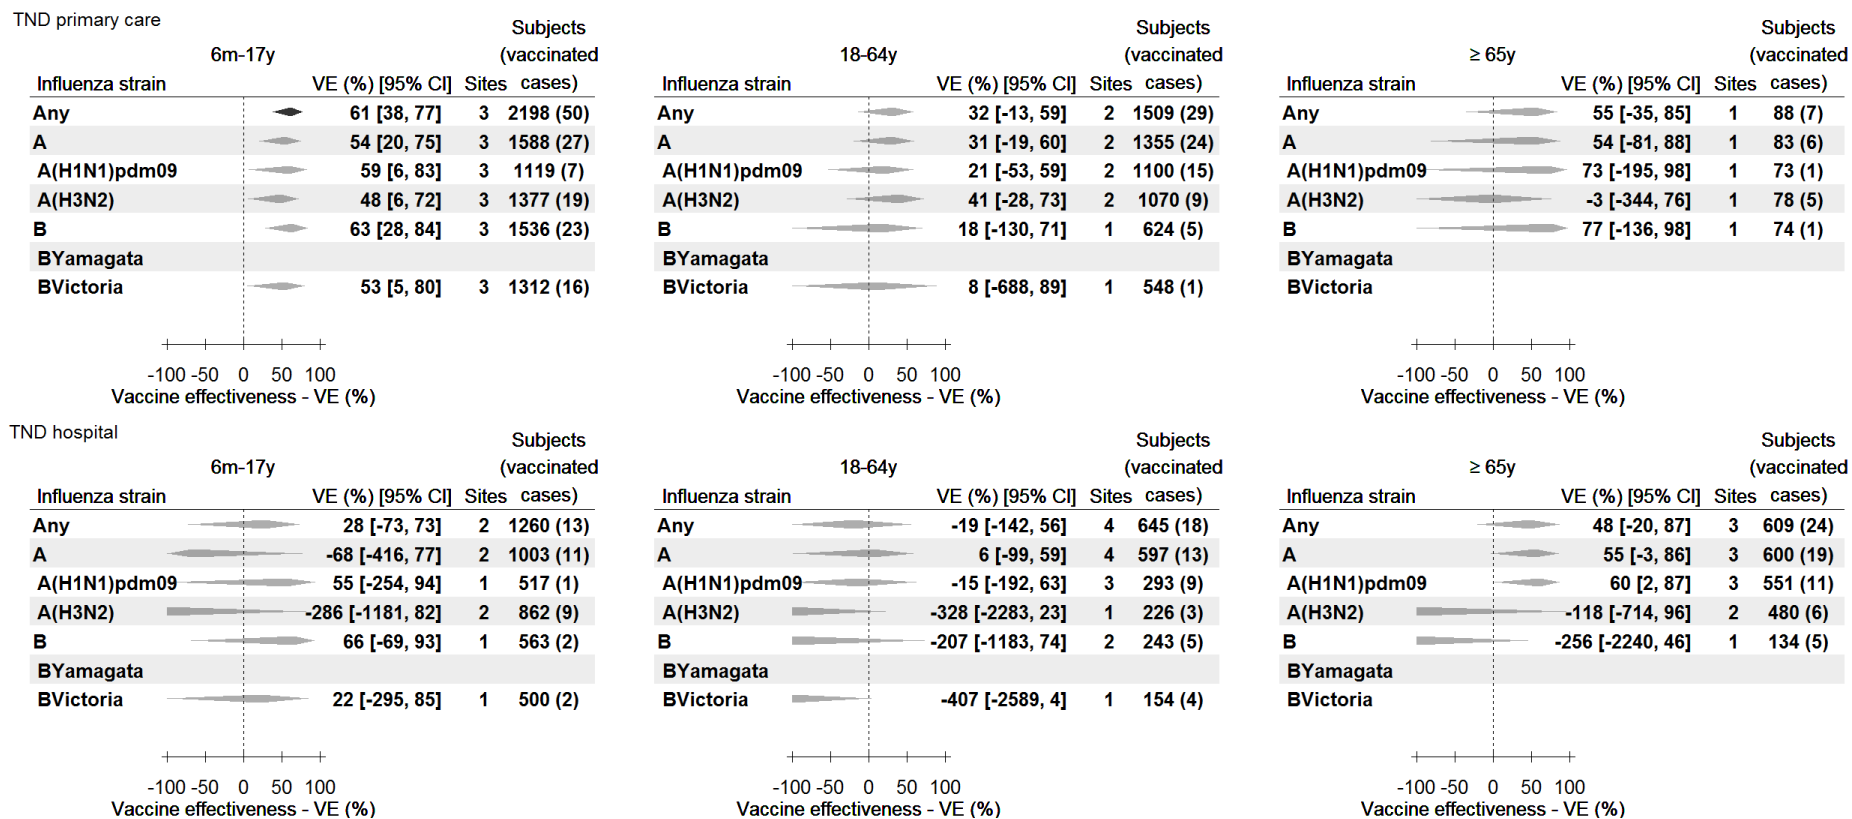 TND primary care
Subjects
6m-17y (vaccinated
Influenza strain VE (%) [95% CI] Sites cases)
Any 61 [38, 77] 3 2198 (50)
A 54 [20, 75] 3 1588 (27)
A(H1N1)pdm09 59 [6, 83] 3 1119 (7)
A(H3N2) 48 [6, 72] 3 1377 (19)
B 63 [28, 84] 3 1536 (23)
BYamagata
BVictoria 53 [5, 80] 3 1312 (16)
-100 -50 0 50 100
Vaccine effectiveness - VE (%)
Subjects
18-64y (vaccinated
Influenza strain VE (%) [95% CI] Sites cases)
Any 32 [-13, 59] 2 1509 (29)
A 31 [-19, 60] 2 1355 (24)
A(H1N1)pdm09 21 [-53, 59] 2 1100 (15)
A(H3N2) 41 [-28, 73] 2 1070 (9)
B 18 [-130, 71] 1 624 (5)
BYamagata
BVictoria 8 [-688, 89] 1 548 (1)
-100 -50 0 50 100
Vaccine effectiveness - VE (%)
Subjects
≥ 65y (vaccinated
Influenza strain VE (%) [95% CI] Sites cases)
Any 55 [-35, 85] 1 88 (7)
A 54 [-81, 88] 1 83 (6)
A(H1N1)pdm09 73 [-195, 98] 1 73 (1)
A(H3N2) -3 [-344, 76] 1 78 (5)
B 77 [-136, 98] 1 74 (1)
BYamagata
BVictoria
-100 -50 0 50 100
Vaccine effectiveness - VE (%)
TND hospital
Subjects
6m-17y (vaccinated
Influenza strain VE (%) [95% CI] Sites cases)
Any 28 [-73, 73] 2 1260 (13)
A -68 [-416, 77] 2 1003 (11)
A(H1N1)pdm09 55 [-254, 94] 1 517 (1)
A(H3N2) -286 [-1181, 82] 2 862 (9)
B 66 [-69, 93] 1 563 (2)
BYamagata
BVictoria 22 [-295, 85] 1 500 (2)
-100 -50 0 50 100
Vaccine effectiveness - VE (%)
Subjects
18-64y (vaccinated
Influenza strain VE (%) [95% CI] Sites cases)
Any -19 [-142, 56] 4 645 (18)
A 6 [-99, 59] 4 597 (13)
A(H1N1)pdm09 -15 [-192, 63] 3 293 (9)
A(H3N2) -328 [-2283, 23] 1 226 (3)
B -207 [-1183, 74] 2 243 (5)
BYamagata
BVictoria -407 [-2589, 4] 1 154 (4)
-100 -50 0 50 100
Vaccine effectiveness - VE (%)
Subjects
≥ 65y (vaccinated
Influenza strain VE (%) [95% CI] Sites cases)
Any 48 [-20, 87] 3 609 (24)
A 55 [-3, 86] 3 600 (19)
A(H1N1)pdm09 60 [2, 87] 3 551 (11)
A(H3N2) -118 [-714, 96] 2 480 (6)
B -256 [-2240, 46] 1 134 (5)
BYamagata
BVictoria
-100 -50 0 50 100
Vaccine effectiveness - VE (%)